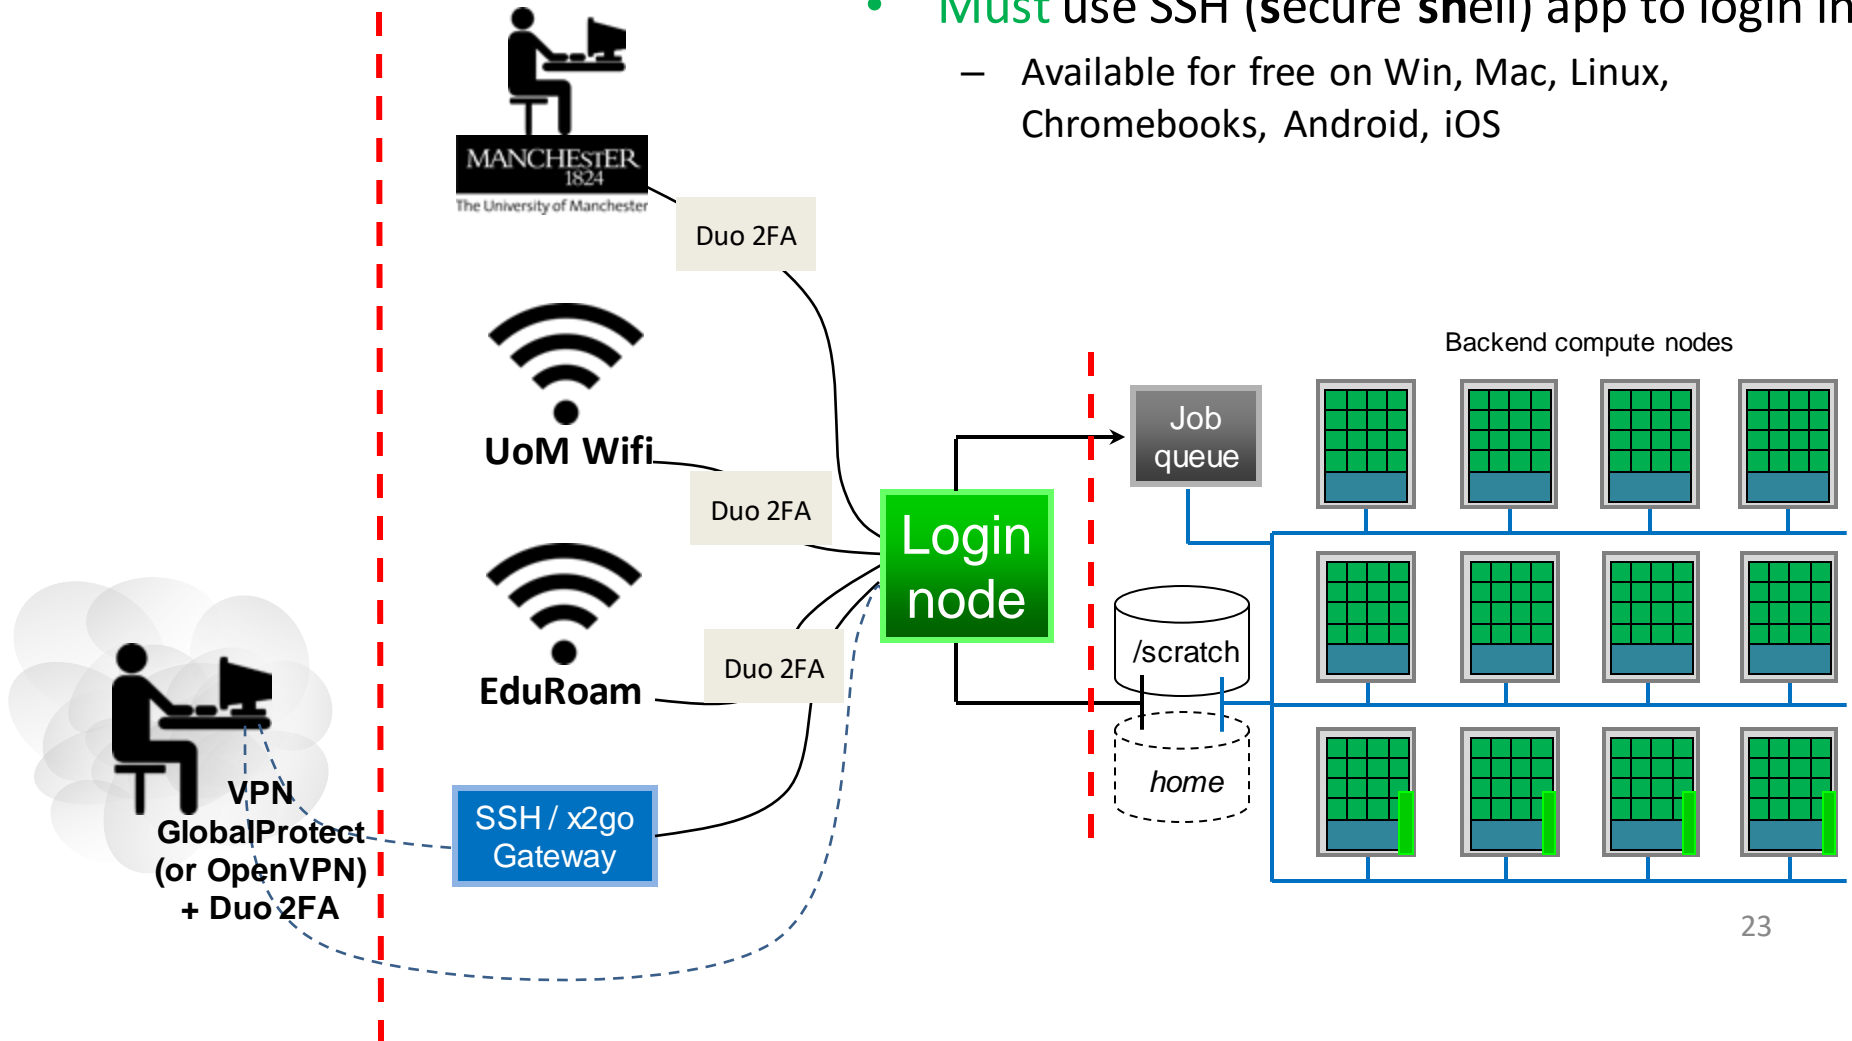 • Must use SSH (secure shell) app to login in
– Available for free on Win, Mac, Linux,
Chromebooks, Android, iOS
MANCHESTER
1824
The University of Manchester
Duo 2FA
UoM Wifi
Duo 2FA
EduRoam
Duo 2FA
VPN
GlobalProtect
(or OpenVPN)
+ Duo 2FA
SSH / x2go
Gateway
Login
node
Job
queue
/scratch
home
Backend compute nodes
23